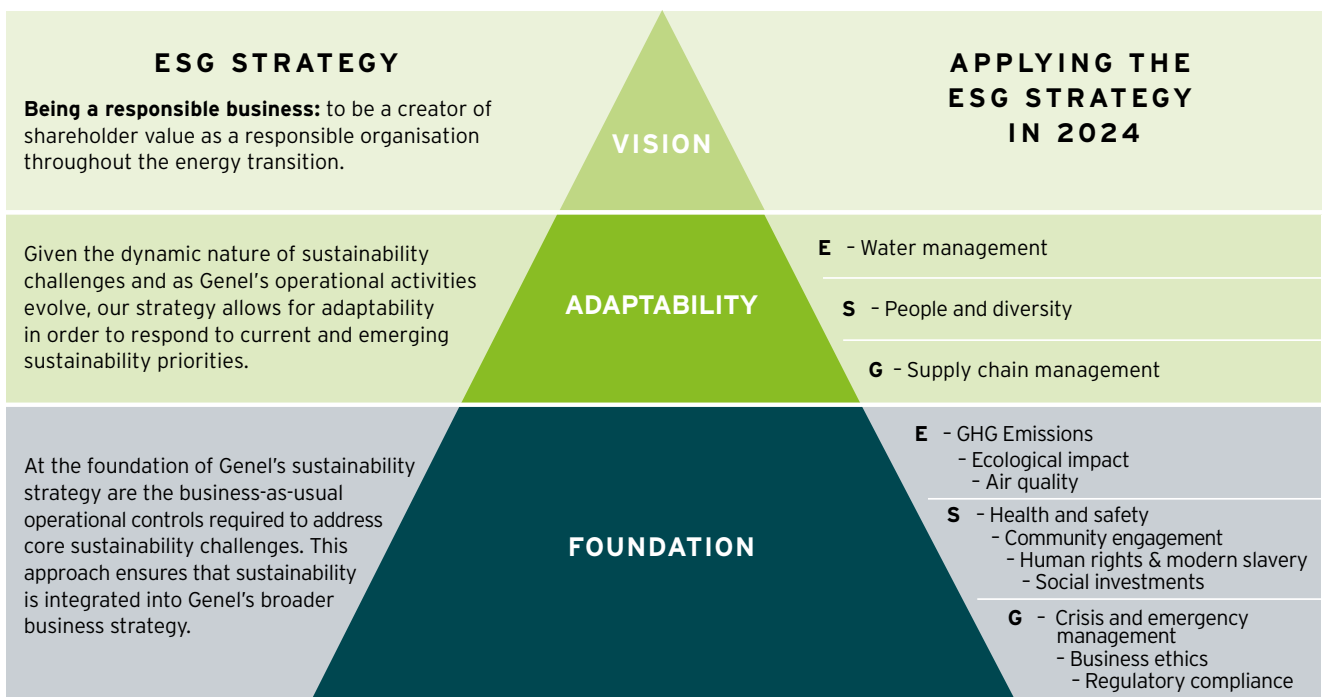 ESG STRATEGY
Being a responsible business: to be a creator of
shareholder value as a responsible organisation
throughout the energy transition.
VISION
APPLYING THE
ESG STRATEGY
IN 2024
Given the dynamic nature of sustainability
challenges and as Genel's operational activities
evolve, our strategy allows for adaptability
in order to respond to current and emerging
sustainability priorities.
ADAPTABILITY
E – Water management
S – People and diversity
G – Supply chain management
At the foundation of Genel's sustainability
strategy are the business-as-usual
operational controls required to address
core sustainability challenges. This
approach ensures that sustainability
is integrated into Genel's broader
business strategy.
FOUNDATION
E – GHG Emissions
– Ecological impact
– Air quality
S – Health and safety
– Community engagement
– Human rights & modern slavery
– Social investments
G – Crisis and emergency
management
– Business ethics
– Regulatory compliance